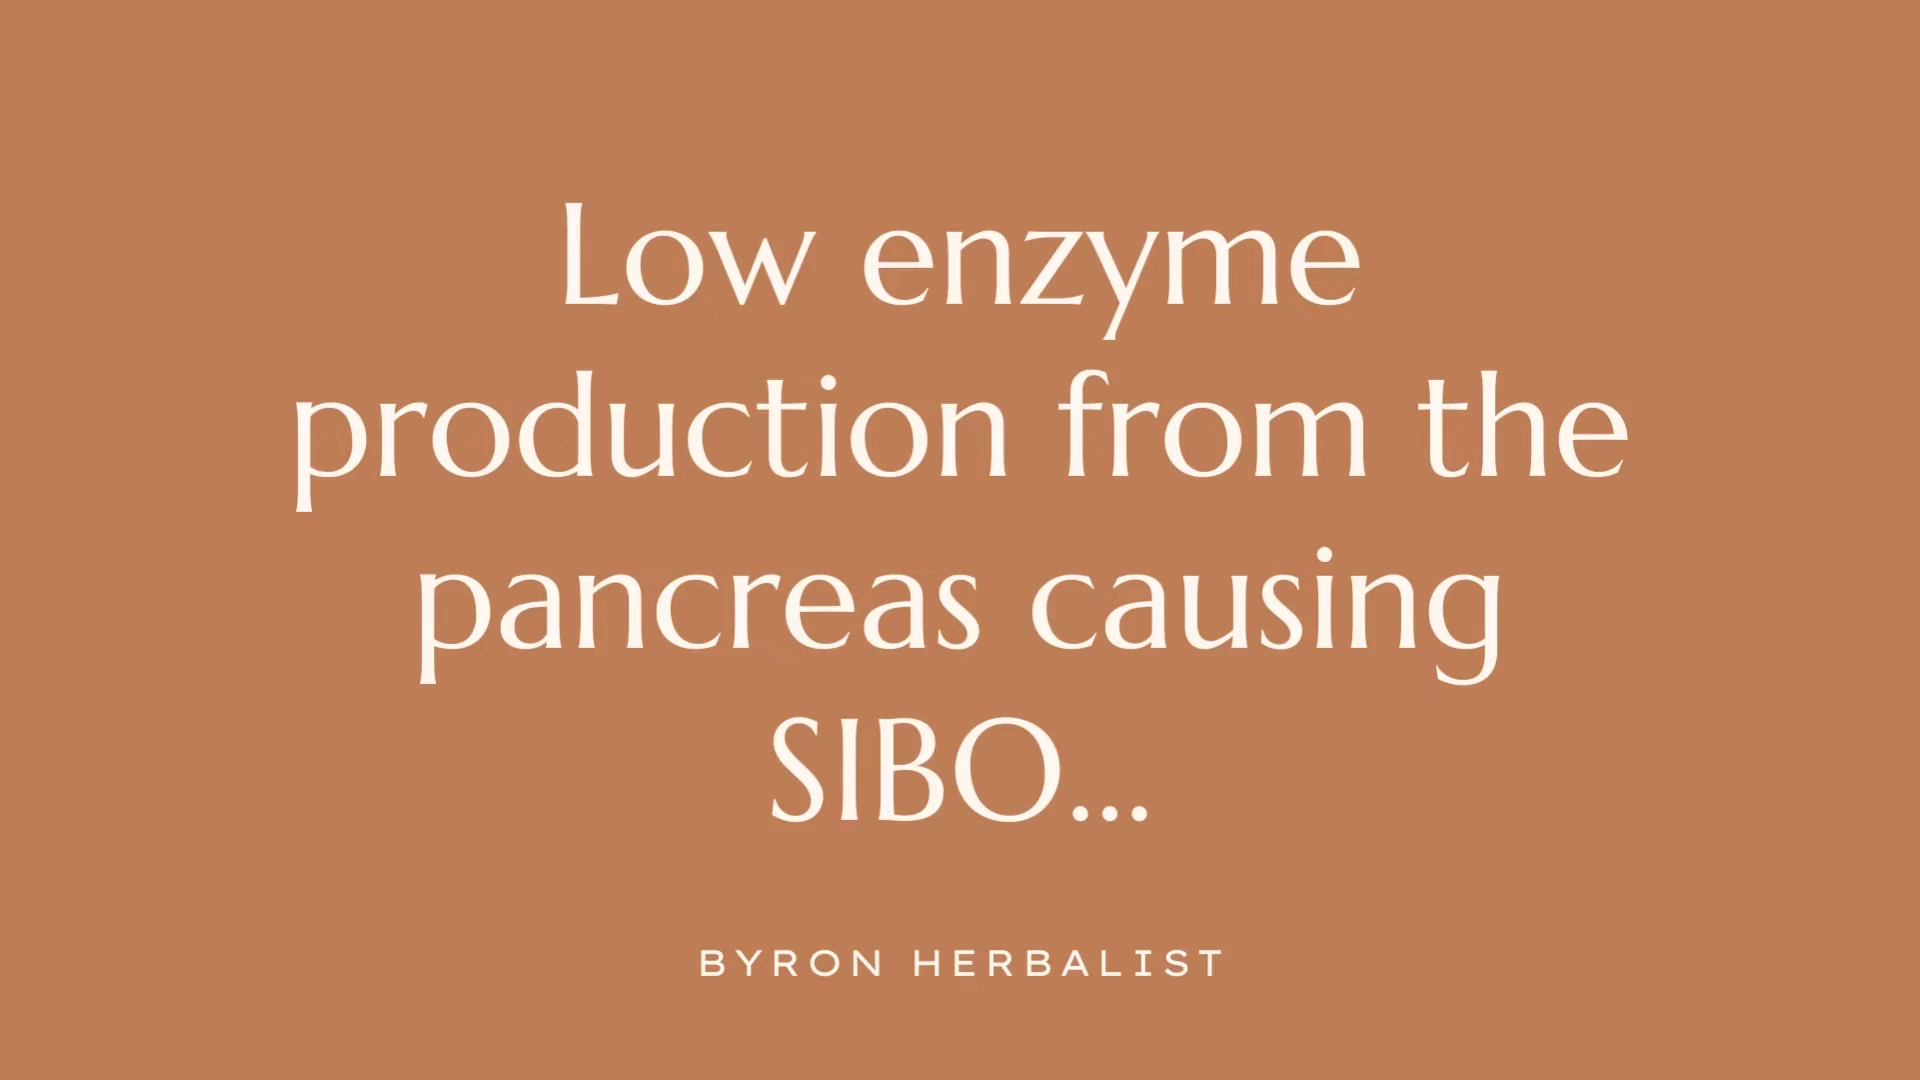 Low enzyme
production from the
pancreas causing
SIBO...
BYRON HERBALIST